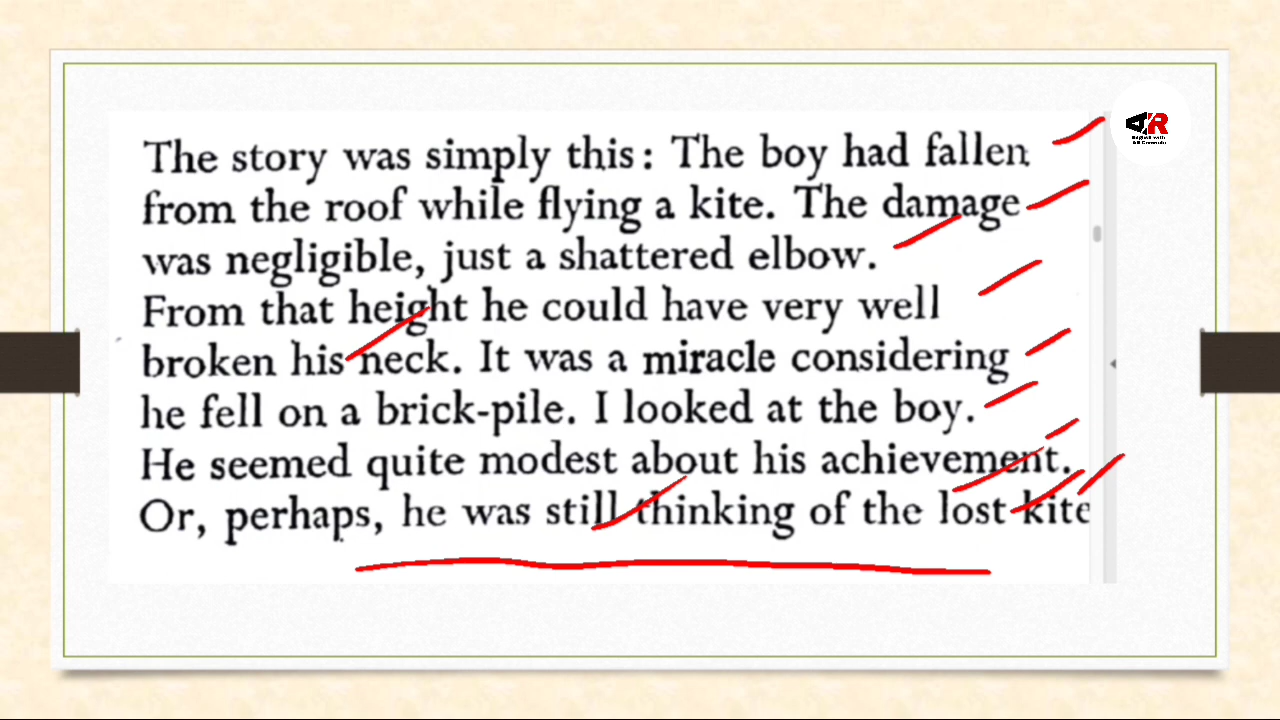 The story was simply this: The boy had fallen
from the roof while flying a kite. The damage
was negligible, just a shattered elbow.
From that height he could have very well
broken his neck. It was a miracle considering
he fell on a brick-pile. I looked at the boy.
He seemed quite modest about his achievement.
Or, perhaps, he was still thinking of the lost kite
AR